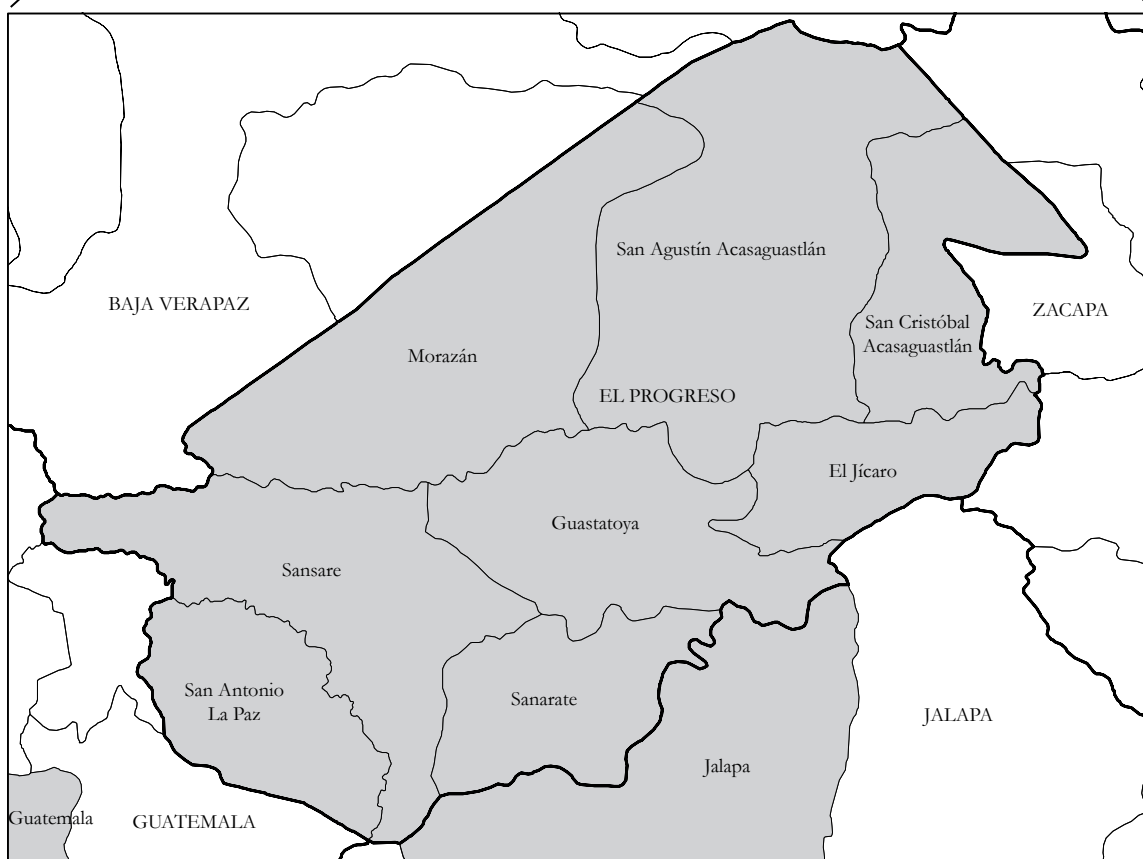 San Agustín Acasaguastlán
BAJA VERAPAZ
ZACAPA
San Cristóbal
Acasaguastlán
Morazán
EL PROGRESO
El Jícaro
Guastatoya
Sansare
San Antonio
La Paz
Sanarate
JALAPA
Jalapa
Guatemala
GUATEMALA